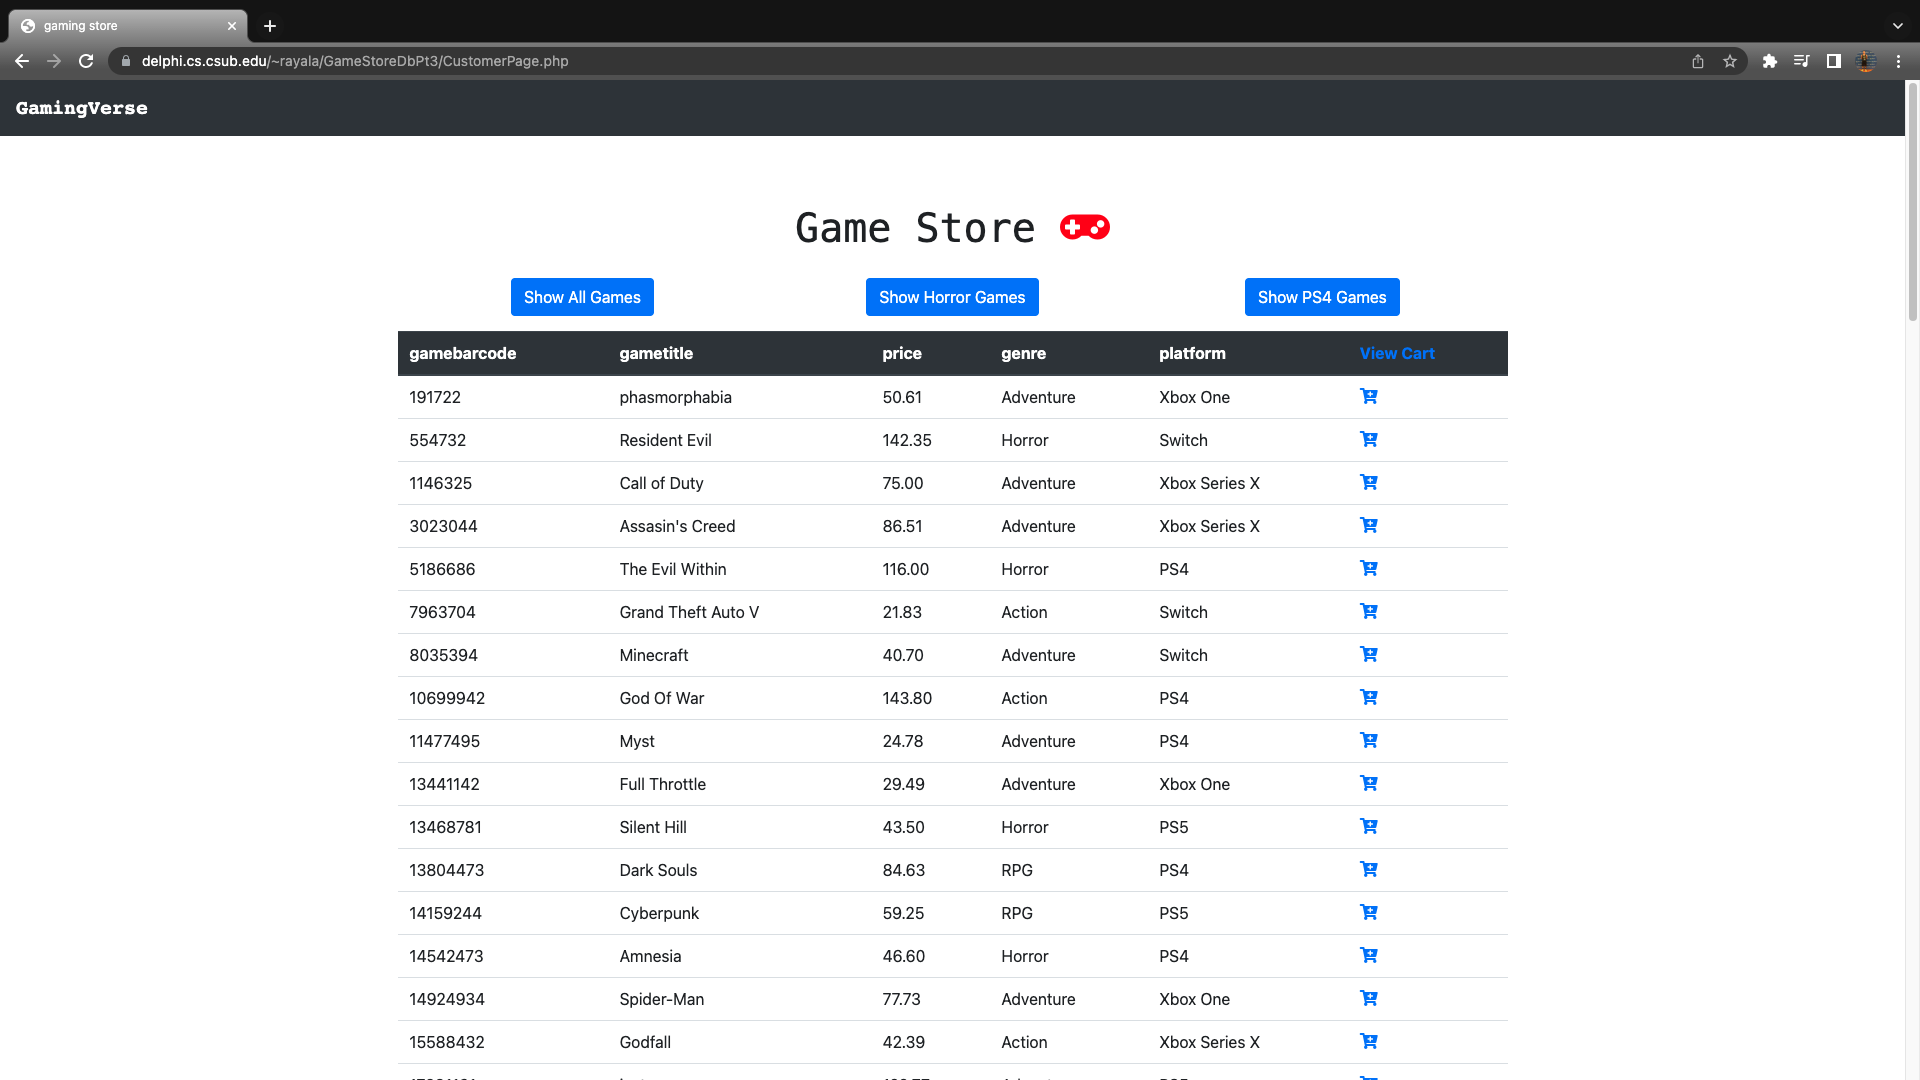 gaming store
delphi.cs.csub.edu/~rayala/GameStoreDbPt3/CustomerPage.php
GamingVerse
Game Store
Show All Games Show Horror Games Show PS4 Games
gamebarcode gametitle price genre platform View Cart
191722 phasmorphabia 50.61 Adventure Xbox One
554732 Resident Evil 142.35 Horror Switch
1146325 Call of Duty 75.00 Adventure Xbox Series X
3023044 Assasin's Creed 86.51 Adventure Xbox Series X
5186686 The Evil Within 116.00 Horror PS4
7963704 Grand Theft Auto V 21.83 Action Switch
8035394 Minecraft 40.70 Adventure Switch
10699942 God Of War 143.80 Action PS4
11477495 Myst 24.78 Adventure PS4
13441142 Full Throttle 29.49 Adventure Xbox One
13468781 Silent Hill 43.50 Horror PS5
13804473 Dark Souls 84.63 RPG PS4
14159244 Cyberpunk 59.25 RPG PS5
14542473 Amnesia 46.60 Horror PS4
14924934 Spider-Man 77.73 Adventure Xbox One
15588432 Godfall 42.39 Action Xbox Series X